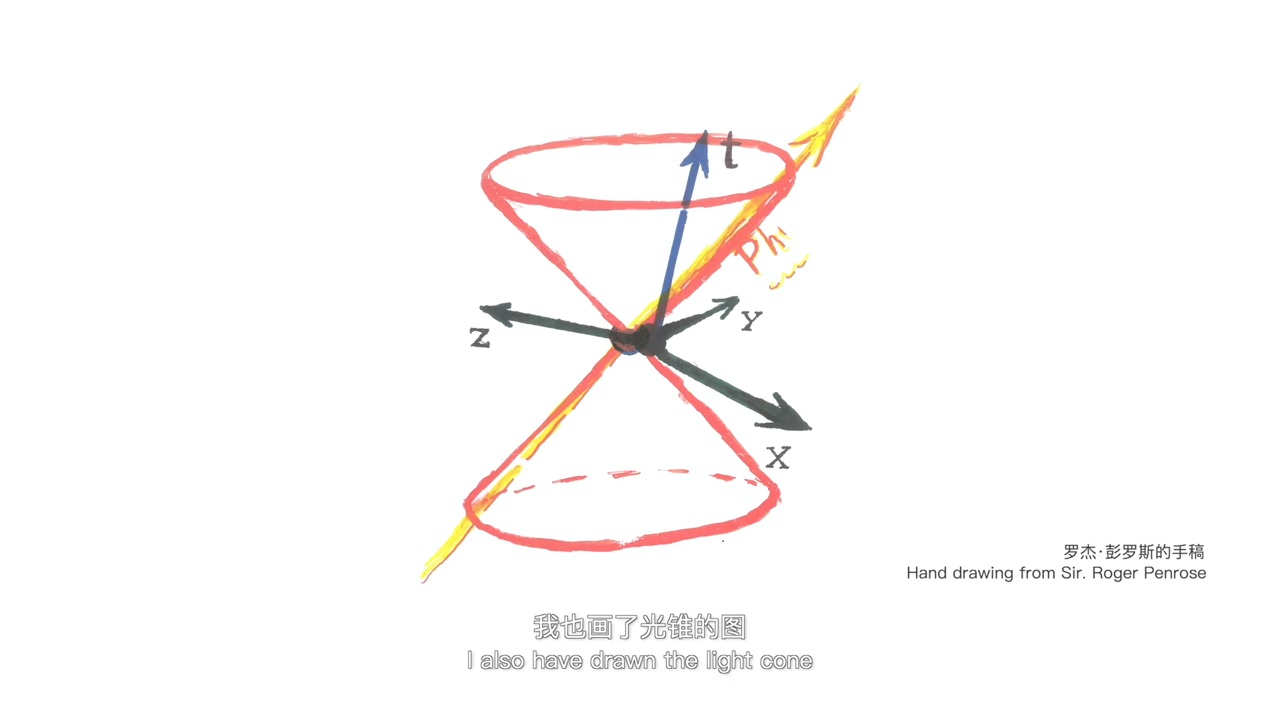 t
Ph
Z
Y
X
罗杰·彭罗斯的手稿
Hand drawing from Sir. Roger Penrose
我也画了光锥的图
I also have drawn the light cone